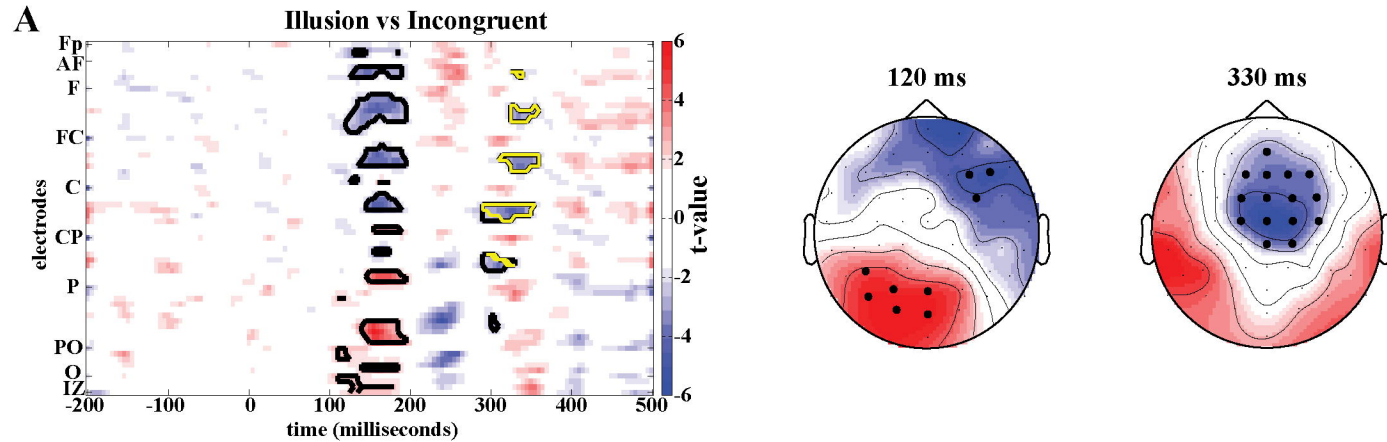 A
Illusion vs Incongruent
electrodes
Fp
AF
F
FC
C
CP
P
PO
O
IZ
-200 -100 0 100 200 300 400 500
time (milliseconds)
6
4
2
0
-2
-4
-6
t-value
120 ms
330 ms